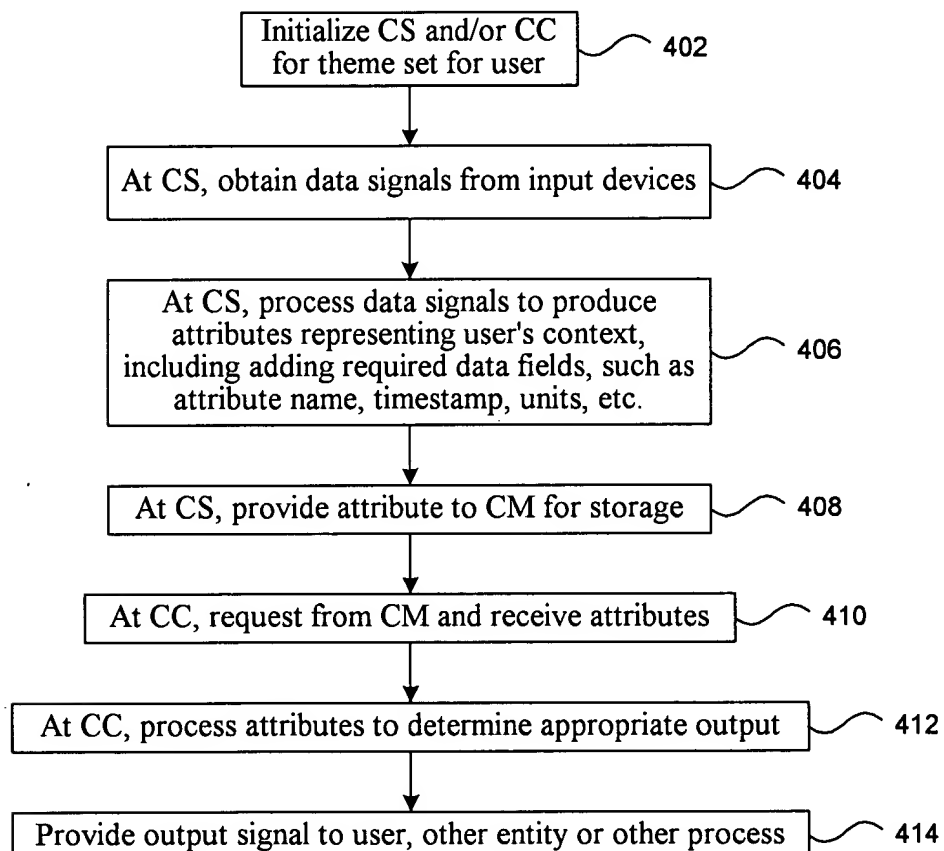 Initialize CS and/or CC
for theme set for user
402
At CS, obtain data signals from input devices
404
At CS, process data signals to produce
attributes representing user's context,
including adding required data fields, such as
attribute name, timestamp, units, etc.
406
At CS, provide attribute to CM for storage
408
At CC, request from CM and receive attributes
410
At CC, process attributes to determine appropriate output
412
Provide output signal to user, other entity or other process
414